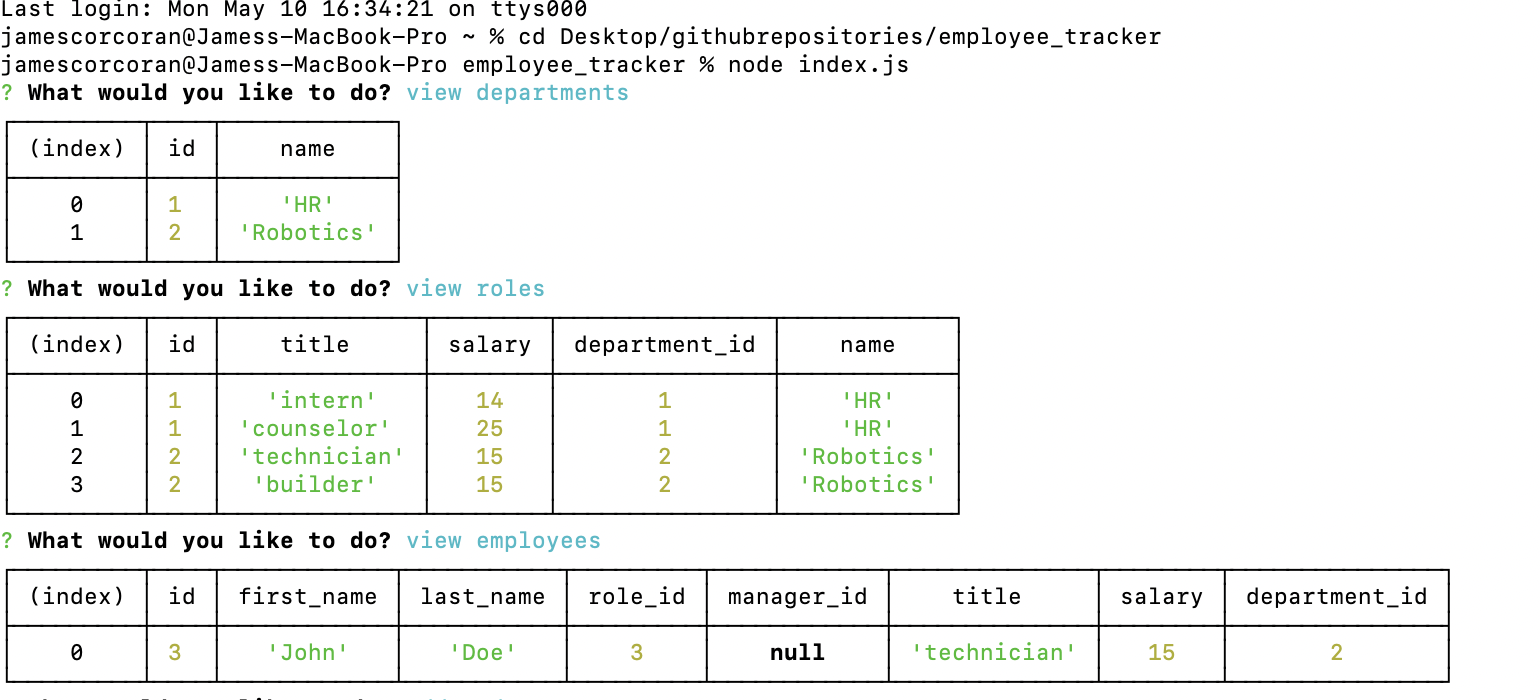 Last login: Mon May 10 16:34:21 on ttys000
jamescorcoran@Jamess-MacBook-Pro ~ % cd Desktop/githubrepositories/employee_tracker
jamescorcoran@Jamess-MacBook-Pro employee_tracker % node index.js
? What would you like to do? view departments
(index) id name
0 1 'HR'
1 2 'Robotics'
? What would you like to do? view roles
(index) id title salary department_id name
0 1 'intern' 14 1 'HR'
1 1 'counselor' 25 1 'HR'
2 2 'technician' 15 2 'Robotics'
3 2 'builder' 15 2 'Robotics'
? What would you like to do? view employees
(index) id first_name last_name role_id manager_id title salary department_id
0 3 'John' 'Doe' 3 null 'technician' 15 2